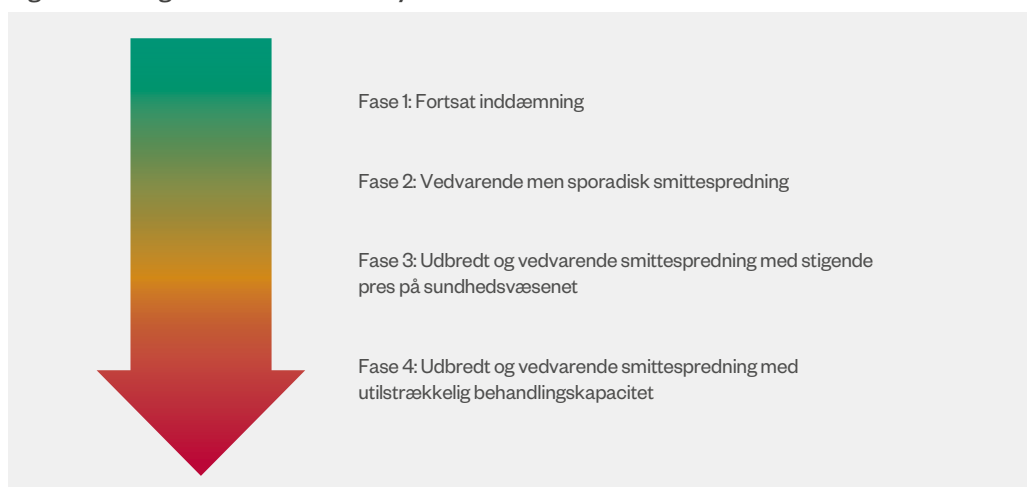 Fase 1: Fortsat inddæmning
Fase 2: Vedvarende men sporadisk smittespredning
Fase 3: Udbredt og vedvarende smittespredning med stigende
pres på sundhedsvæsenet
Fase 4: Udbredt og vedvarende smittespredning med
utilstrækkelig behandlingskapacitet